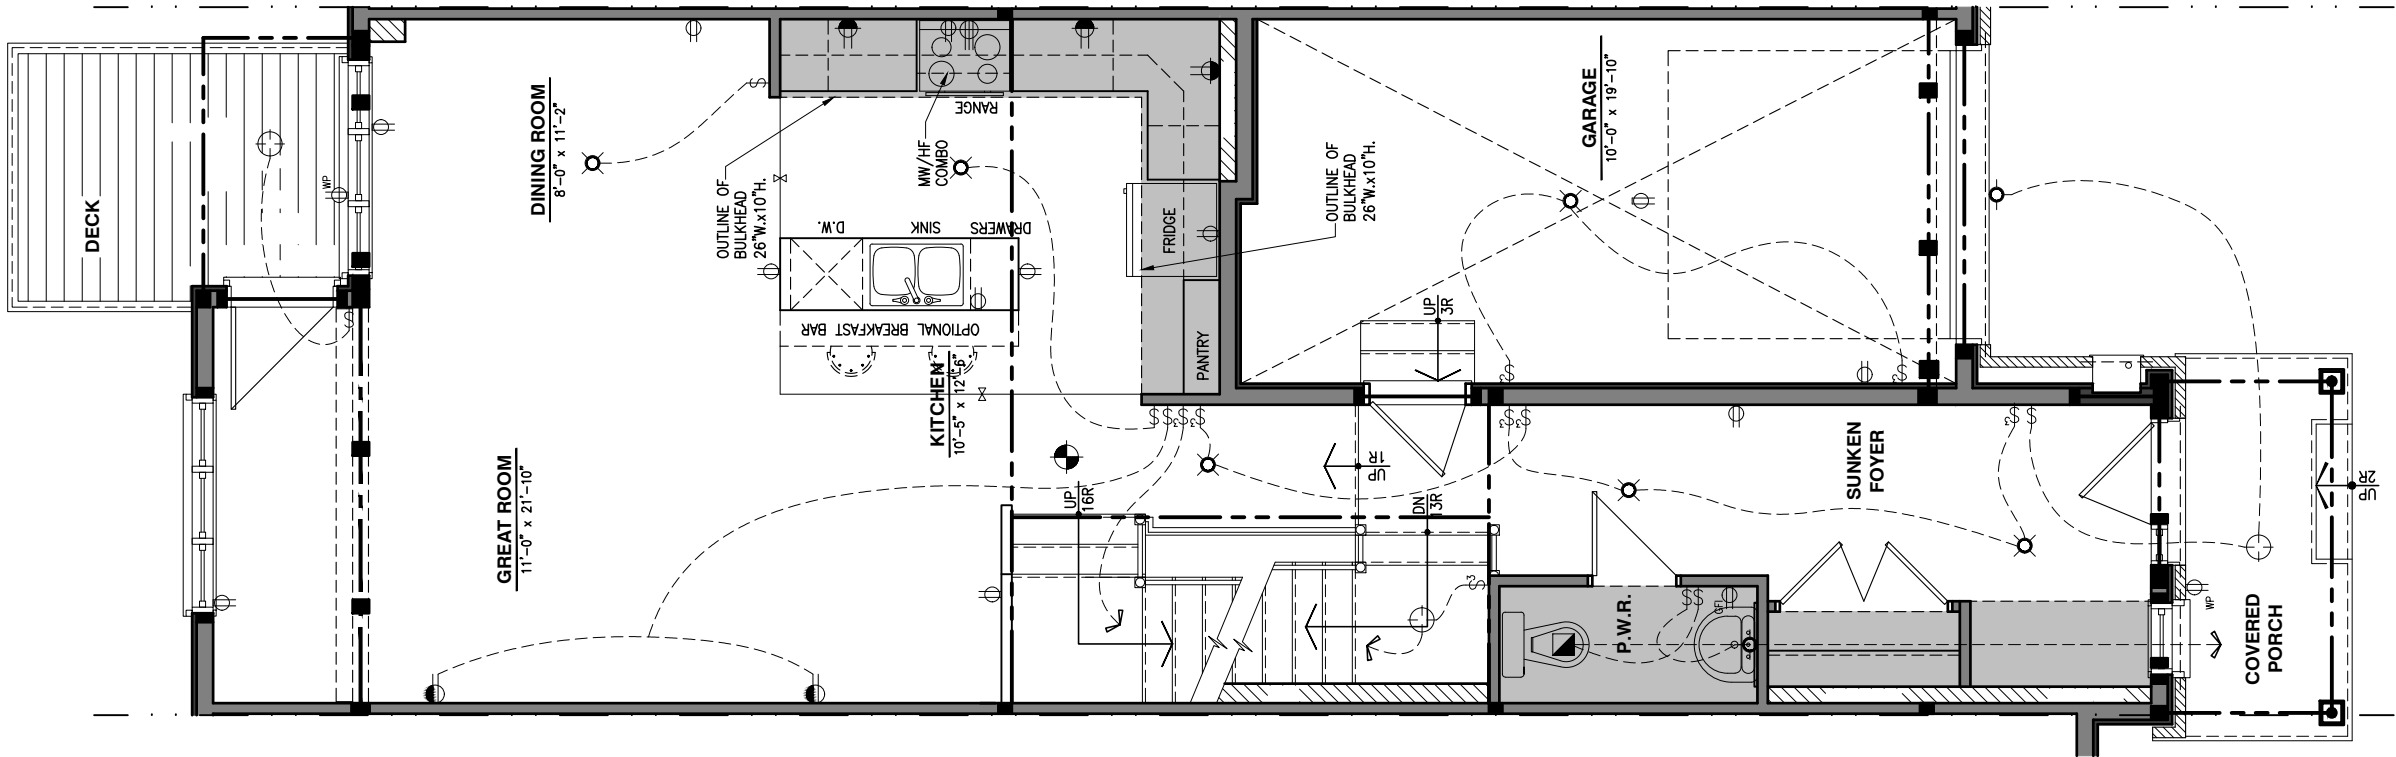 DECK
WP
DINING ROOM
8'-0" x 11'-2"
GREAT ROOM
11'-0" x 21'-10"
OUTLINE OF
BULKHEAD
26"W.x10"H.
MW/HF
COMBO
RANGE
D.W.
SINK
DRAWERS
OPTIONAL BREAKFAST BAR
KITCHEN
10'-5" x 12'-6"
FRIDGE
PANTRY
OUTLINE OF
BULKHEAD
26"W.x10"H.
GARAGE
10'-0" x 19'-10"
UP
3R
UP
1R
UP
16R
DN
13R
P.W.R.
GFI
SUNKEN
FOYER
WP
COVERED
PORCH
UP
2R